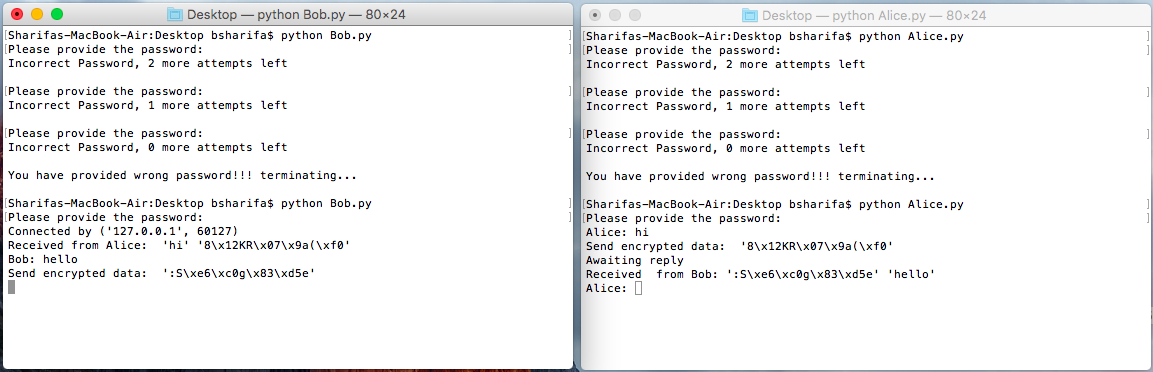 Desktop — python Bob.py — 80×24
Sharifas-MacBook-Air:Desktop bsharifa$ python Bob.py
Please provide the password:
Incorrect Password, 2 more attempts left
Please provide the password:
Incorrect Password, 1 more attempts left
Please provide the password:
Incorrect Password, 0 more attempts left
You have provided wrong password!!! terminating...
Sharifas-MacBook-Air:Desktop bsharifa$ python Bob.py
Please provide the password:
Connected by ('127.0.0.1', 60127)
Received from Alice:  'hi' '8\x12KR\x07\x9a(\xf0'
Bob: hello
Send encrypted data:  ':S\xe6\xc0g\x83\xd5e'
Desktop — python Alice.py — 80×24
Sharifas-MacBook-Air:Desktop bsharifa$ python Alice.py
Please provide the password:
Incorrect Password, 2 more attempts left
Please provide the password:
Incorrect Password, 1 more attempts left
Please provide the password:
Incorrect Password, 0 more attempts left
You have provided wrong password!!! terminating...
Sharifas-MacBook-Air:Desktop bsharifa$ python Alice.py
Please provide the password:
Alice: hi
Send encrypted data:  '8\x12KR\x07\x9a(\xf0'
Awaiting reply
Received  from Bob: ':S\xe6\xc0g\x83\xd5e' 'hello'
Alice: